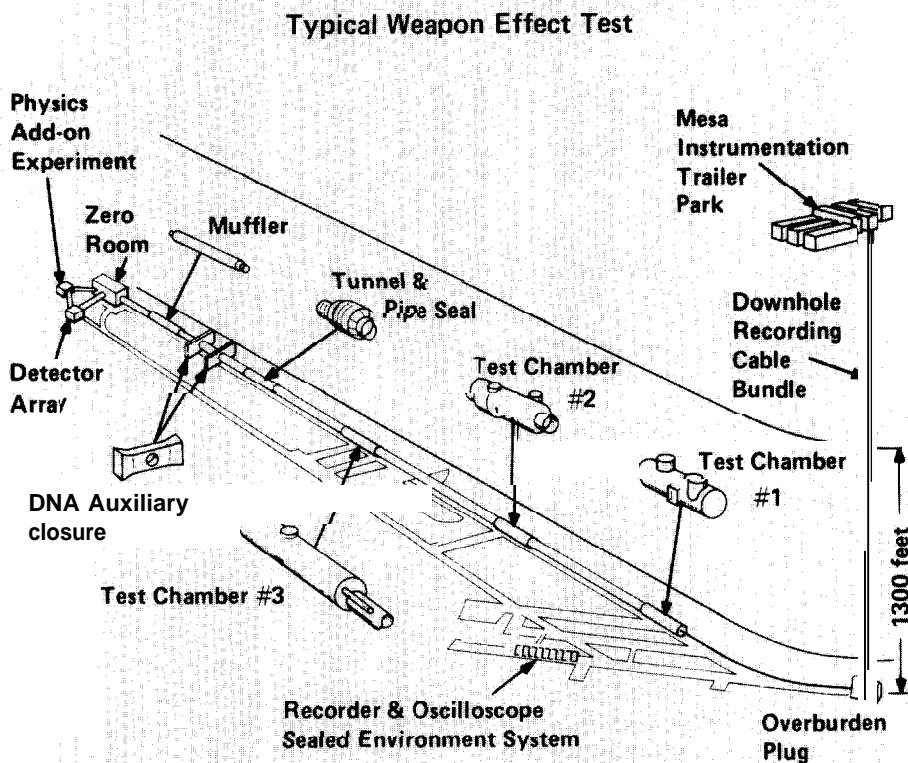 Typical Weapon Effect Test
Physics
Add-on
Experiment
Zero
Room
Muffler
Tunnel &
Pipe Seal
Mesa
Instrumentation
Trailer
Park
Detector
Array
DNA Auxiliary
closure
Test Chamber
#2
Test Chamber
#1
Downhole
Recording
Cable
Bundle
1300 feet
Test Chamber #3
Recorder & Oscilloscope
Sealed Environment System
Overburden
Plug